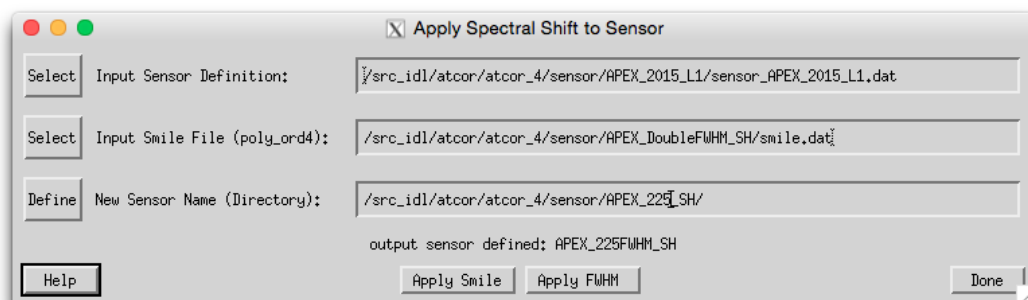 Apply Spectral Shift to Sensor
Select Input Sensor Definition: /src_idl/atcor/atcor_4/sensor/APEX_2015_L1/sensor_APEX_2015_L1.dat
Select Input Smile File (poly_ord4): /src_idl/atcor/atcor_4/sensor/APEX_DoubleFWHM_SH/smile.dat
Define New Sensor Name (Directory): /src_idl/atcor/atcor_4/sensor/APEX_225_SH/
output sensor defined: APEX_225FWHM_SH
Help Apply Smile Apply FWHM Done